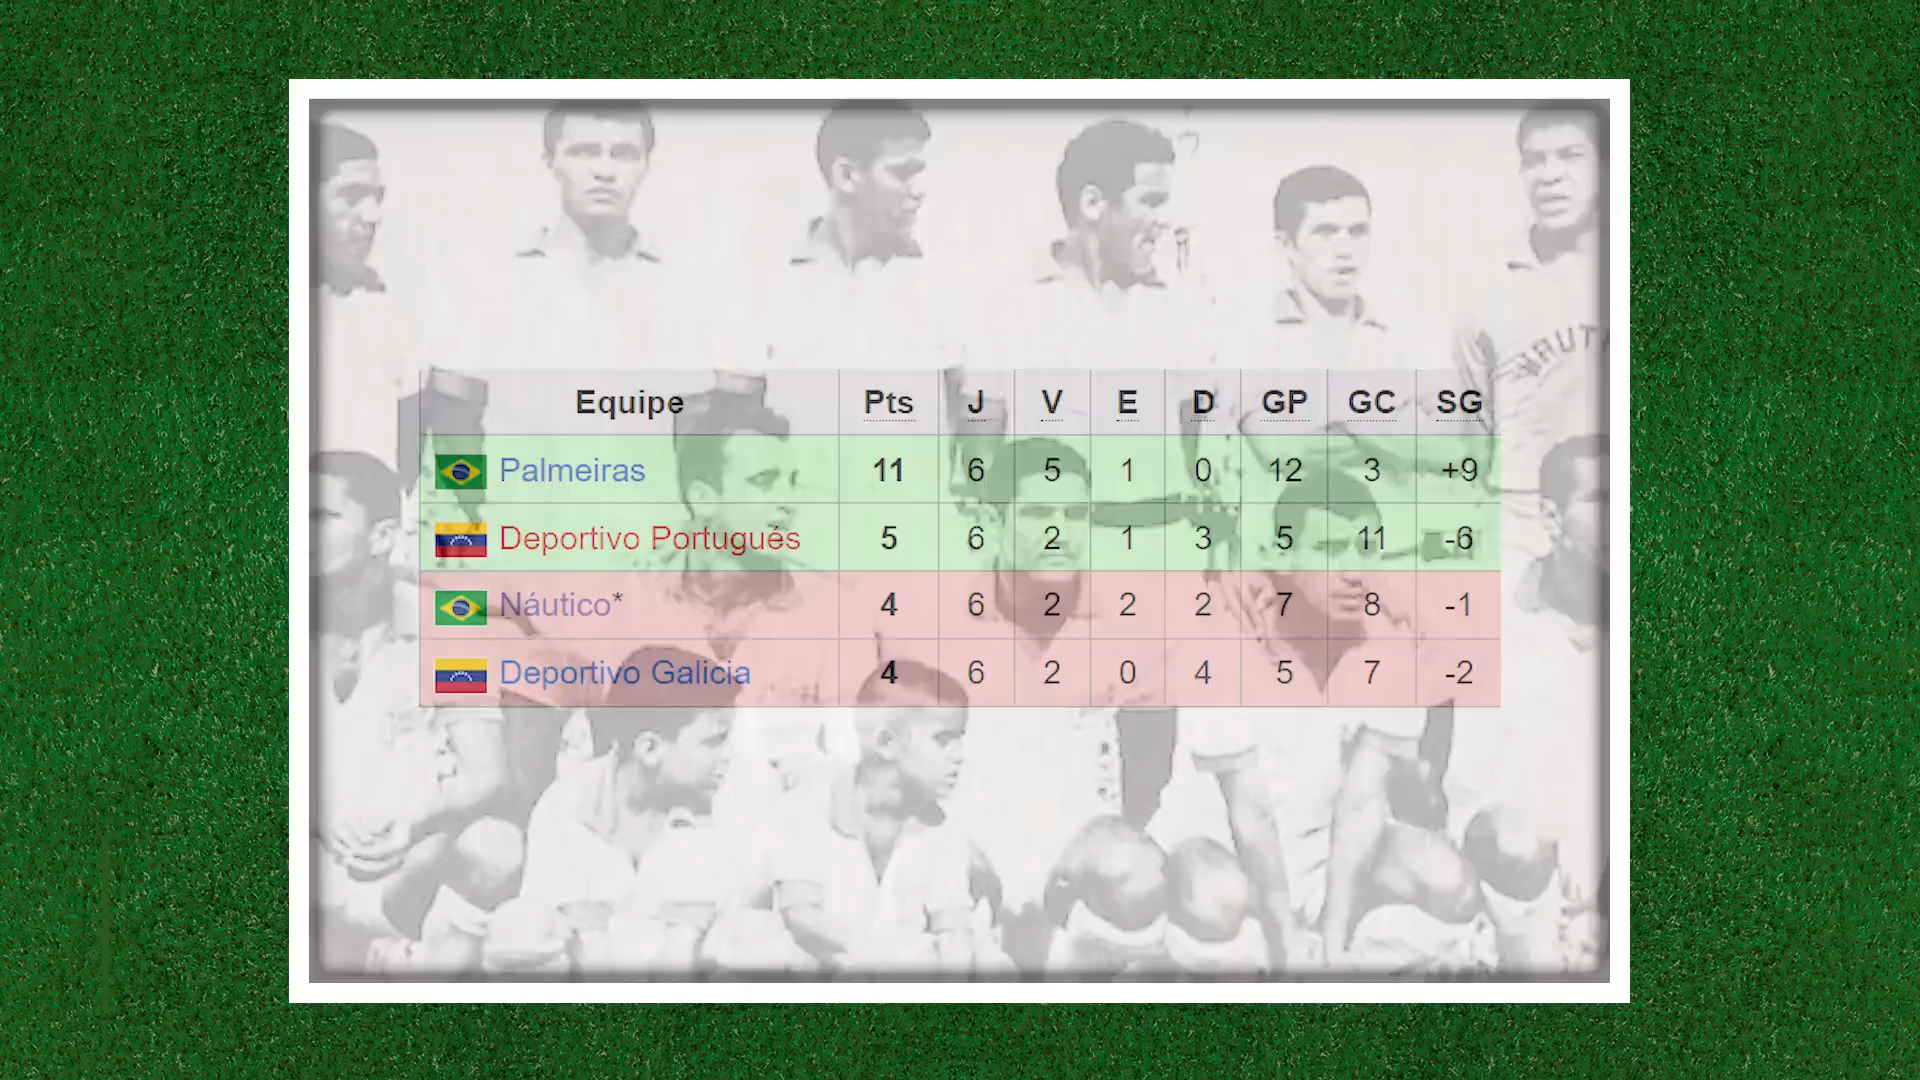 Equipe Pts J V E D GP GC SG
Palmeiras 11 6 5 1 0 12 3 +9
Deportivo Português 5 6 2 1 3 5 11 -6
Náutico* 4 6 2 2 2 7 8 -1
Deportivo Galicia 4 6 2 0 4 5 7 -2